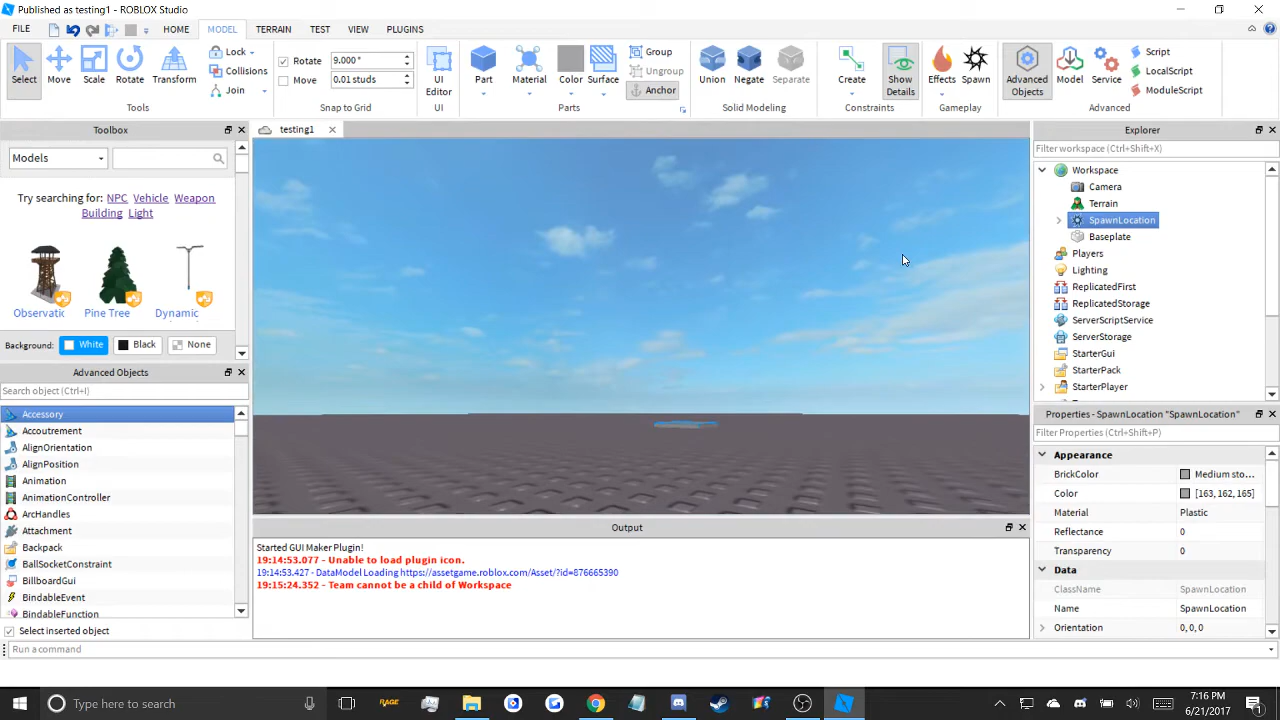 Published as testing1 - ROBLOX Studio
FILE HOME MODEL TERRAIN TEST VIEW PLUGINS
Select Move Scale Rotate Transform
Lock
Collisions
Join
Tools
Rotate 9.000 °
Move 0.01 studs
Snap to Grid
UI Editor
UI
Part Material Color Surface
Group
Ungroup
Anchor
Parts
Union Negate Separate
Solid Modeling
Create Show Details
Constraints
Effects Spawn
Gameplay
Advanced Objects Model Service
Script
LocalScript
ModuleScript
Advanced
Toolbox
Models
Try searching for: NPC Vehicle Weapon
Building Light
Observatic Pine Tree Dynamic
Background: White Black None
Advanced Objects
Search object (Ctrl+I)
Accessory
Accoutrement
AlignOrientation
AlignPosition
Animation
AnimationController
ArcHandles
Attachment
Backpack
BallSocketConstraint
BillboardGui
BindableEvent
BindableFunction
Select inserted object
testing1
Output
Started GUI Maker Plugin!
19:14:53.077 - Unable to load plugin icon.
19:14:53.427 - DataModel Loading https://assetgame.roblox.com/Asset/?id=876665390
19:15:24.352 - Team cannot be a child of Workspace
Explorer
Filter workspace (Ctrl+Shift+X)
Workspace
Camera
Terrain
SpawnLocation
Baseplate
Players
Lighting
ReplicatedFirst
ReplicatedStorage
ServerScriptService
ServerStorage
StarterGui
StarterPack
StarterPlayer
Properties - SpawnLocation "SpawnLocation"
Filter Properties (Ctrl+Shift+P)
Appearance
BrickColor Medium sto...
Color [163, 162, 165]
Material Plastic
Reflectance 0
Transparency 0
Data
ClassName SpawnLocation
Name SpawnLocation
Orientation 0, 0, 0
Run a command
Type here to search
RAGE
7:16 PM
6/21/2017